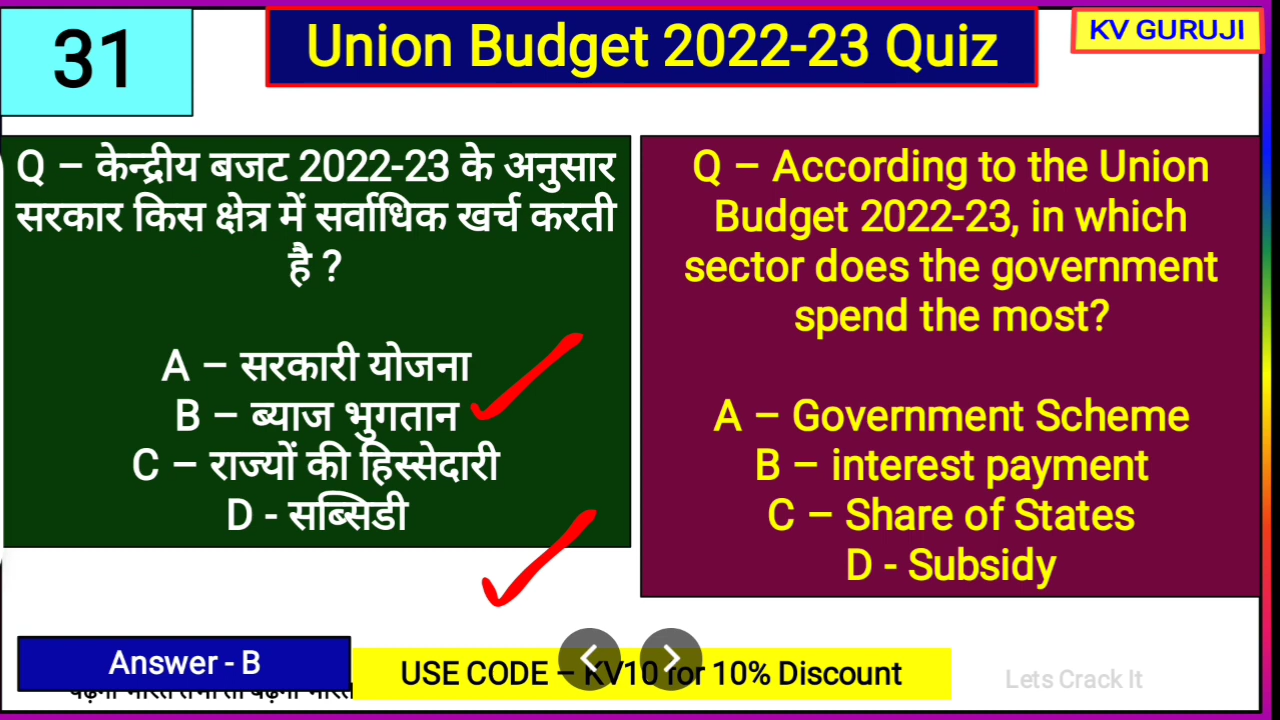 31
Union Budget 2022-23 Quiz
KV GURUJI
Q – केन्द्रीय बजट 2022-23 के अनुसार
सरकार किस क्षेत्र में सर्वाधिक खर्च करती
है ?
A – सरकारी योजना
B – ब्याज भुगतान
C – राज्यों की हिस्सेदारी
D - सब्सिडी
Q – According to the Union
Budget 2022-23, in which
sector does the government
spend the most?
A – Government Scheme
B – interest payment
C – Share of States
D - Subsidy
Answer - B
USE CODE – KV10 for 10% Discount
Lets Crack It